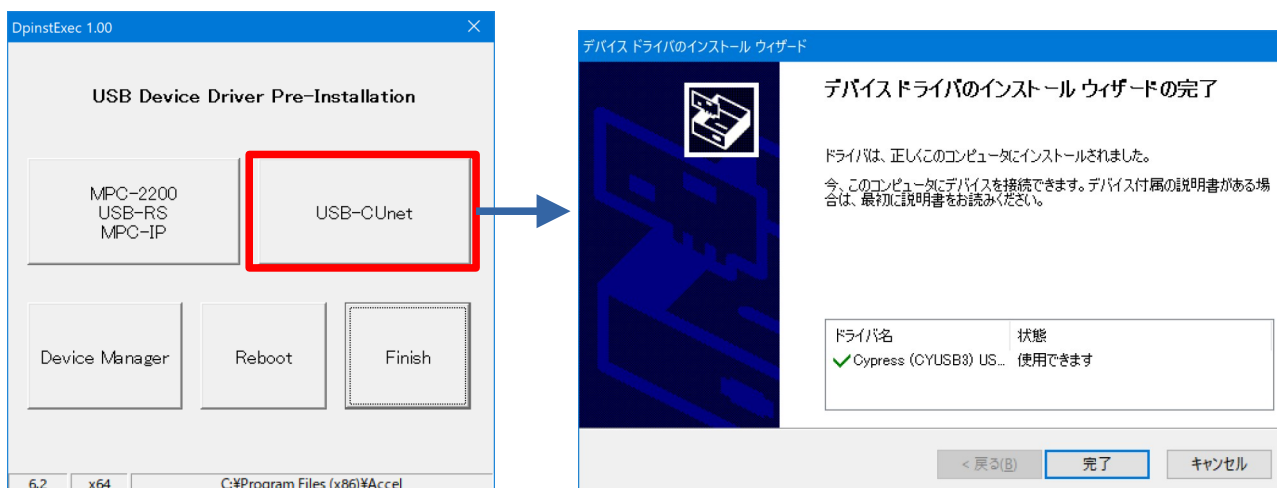 DpinstExec 1.00
USB Device Driver Pre-Installation
MPC-2200
USB-RS
MPC-IP
USB-CUnet
Device Manager
Reboot
Finish
6.2
x64
C:¥Program Files (x86)¥Accel
デバイス ドライバのインストール ウィザード
デバイス ドライバのインストール ウィザードの完了
ドライバは、正しくこのコンピュータにインストールされました。
今、このコンピュータにデバイスを接続できます。デバイス付属の説明書がある場
合は、最初に説明書をお読みください。
ドライバ名
状態
Cypress (CYUSB3) US...
使用できます
< 戻る(B)
完了
キャンセル